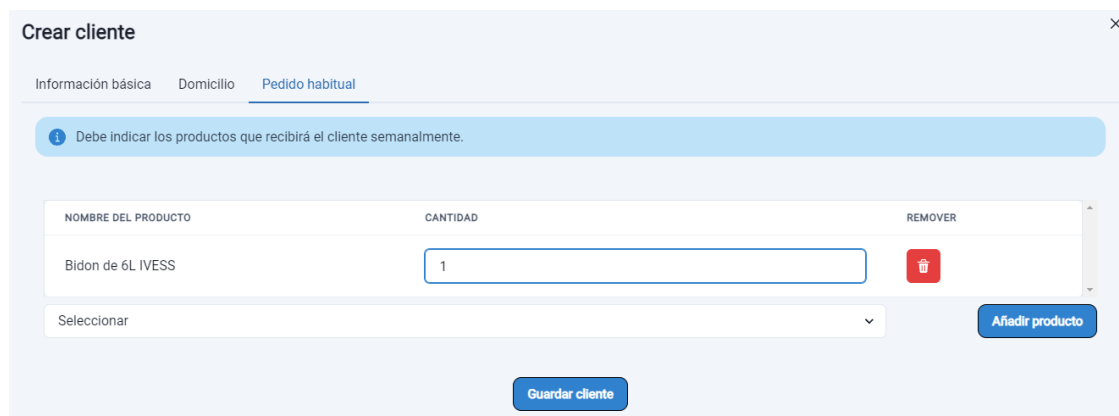 Crear cliente
Información básica Domicilio Pedido habitual
Debe indicar los productos que recibirá el cliente semanalmente.
NOMBRE DEL PRODUCTO CANTIDAD REMOVER
Bidon de 6L IVESS 1
Seleccionar Añadir producto
Guardar cliente